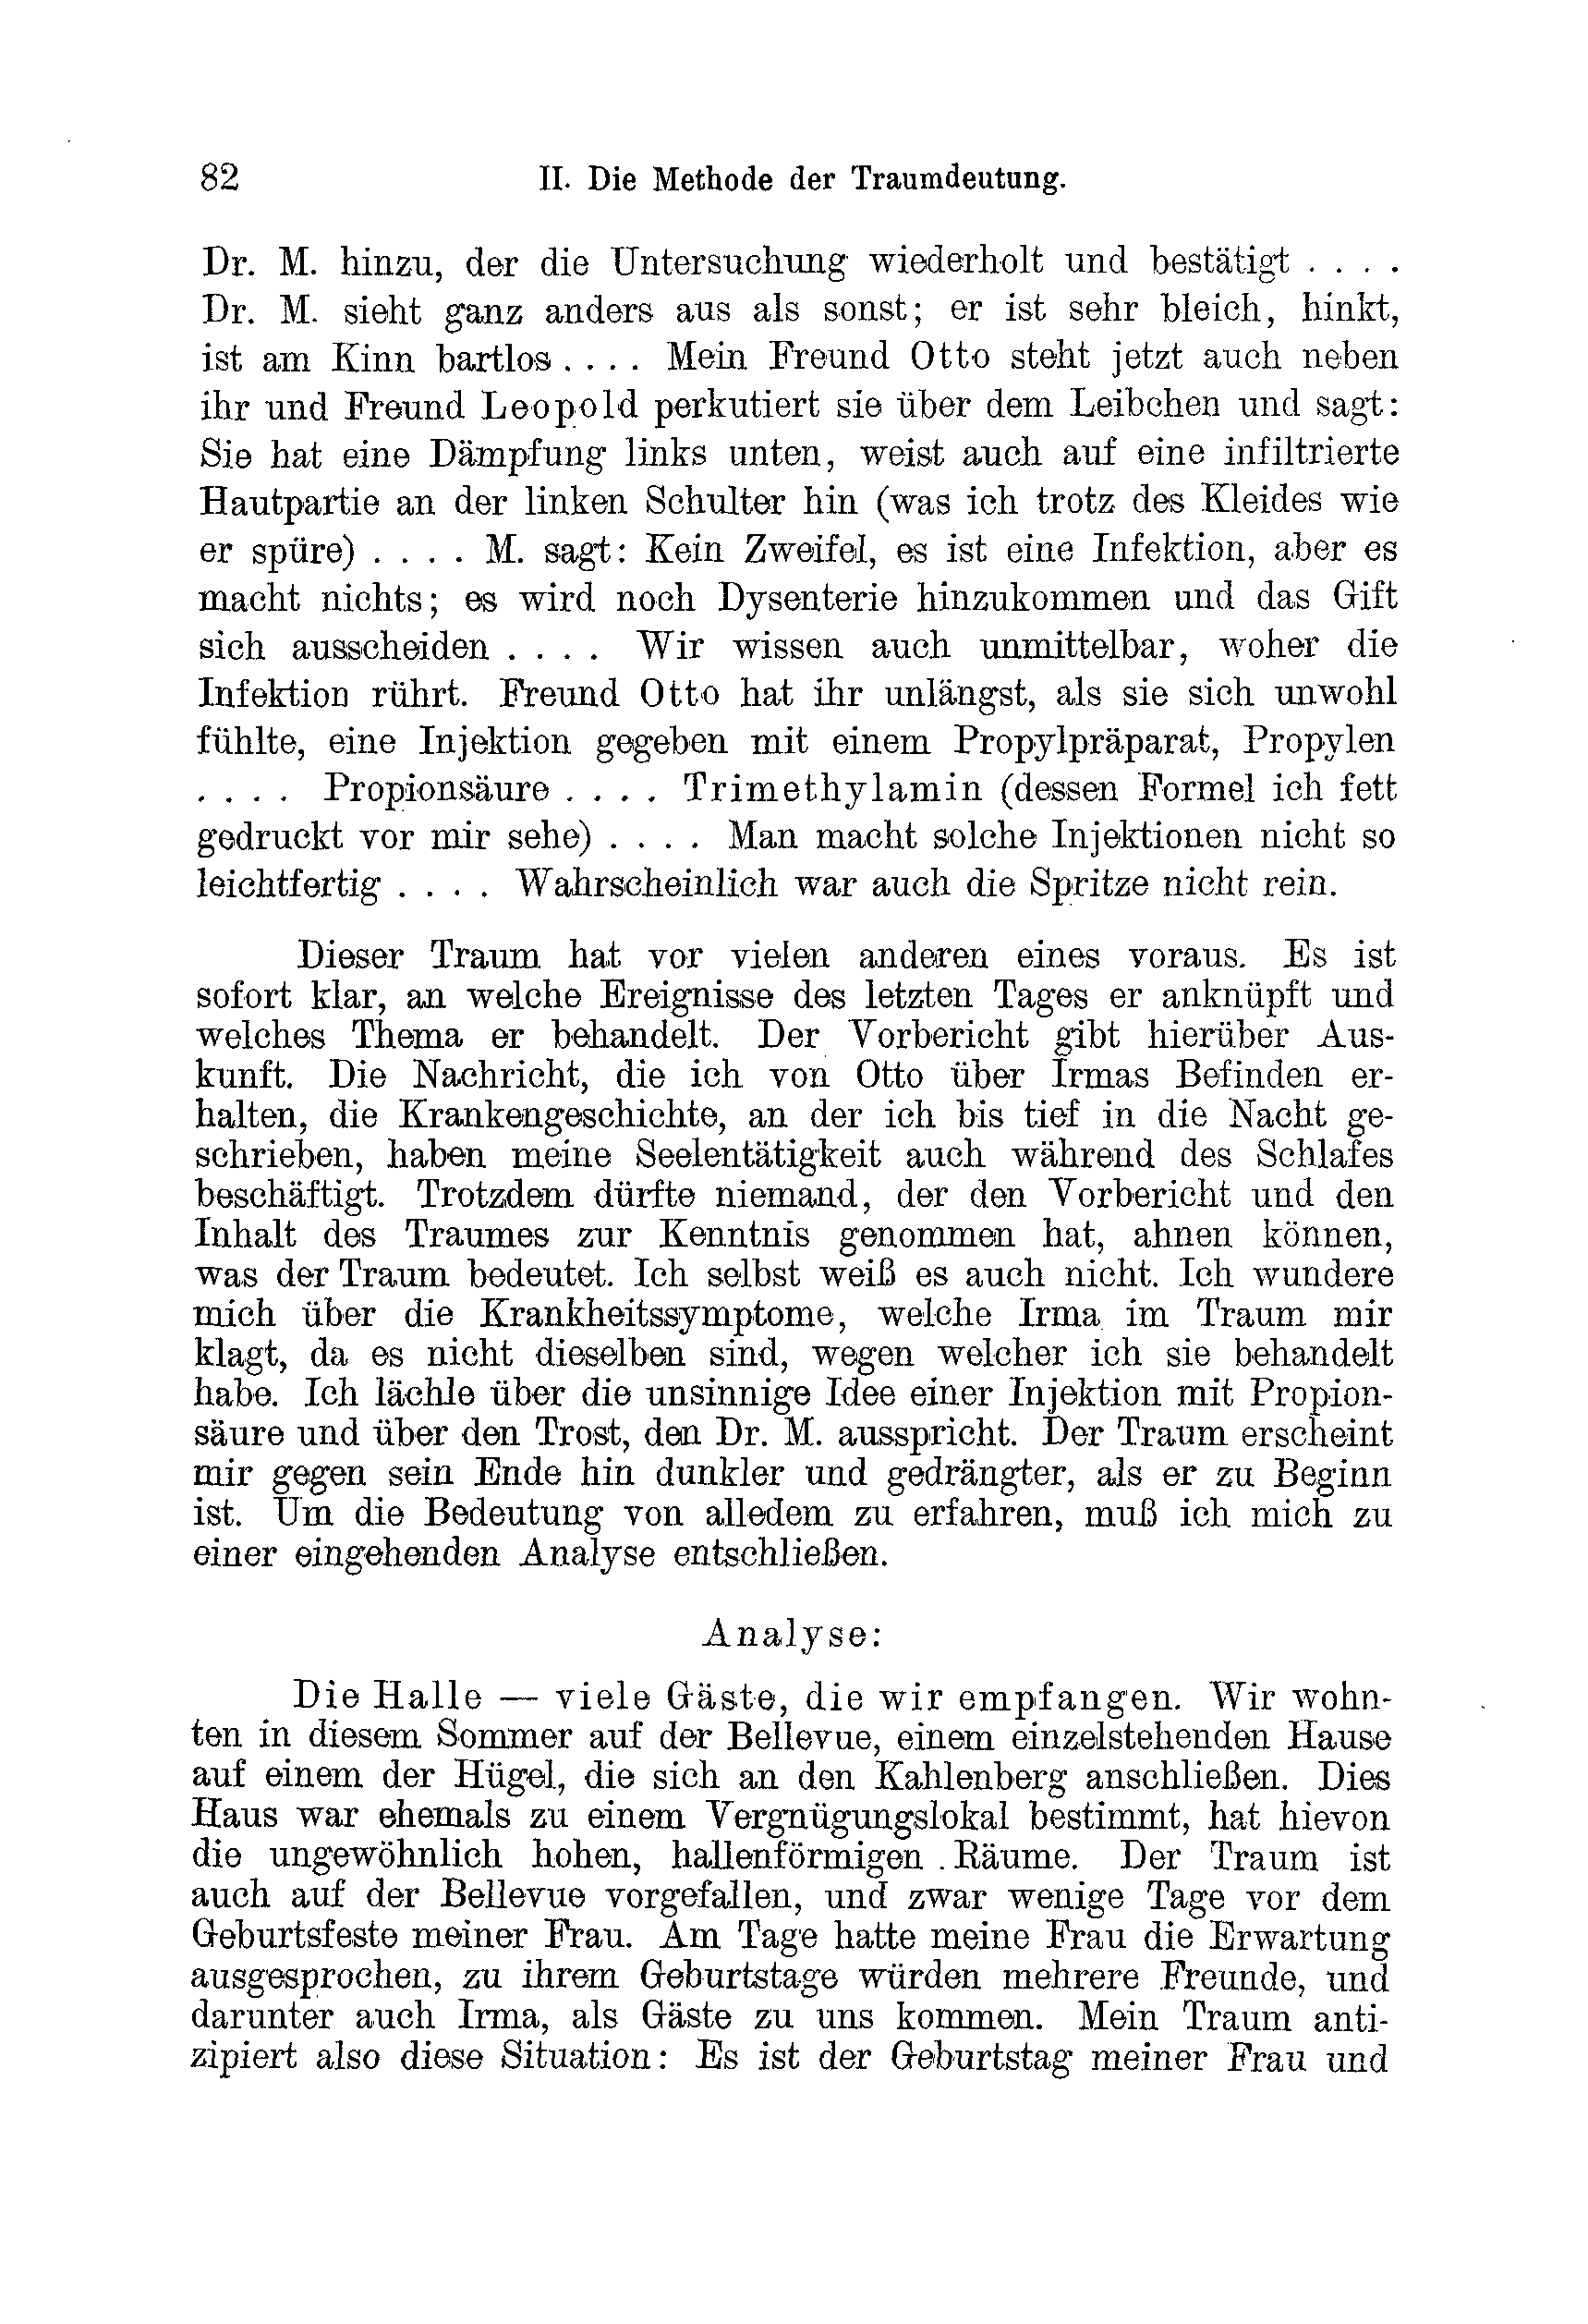 82 II. Die Methode der Traumdeutung.
Dr. M. hinzu, der die Untersuchung wiederholt und bestätigt . . . .
Dr. M. sieht ganz anders aus als sonst; er ist sehr bleich, hinkt,
ist am Kinn bartlos . . . . Mein Freund Otto steht jetzt auch neben
ihr und Freund Leopold perkutiert sie über dem Leibchen und sagt:
Sie hat eine Dämpfung links unten, weist auch auf eine infiltrierte
Hautpartie an der linken Schulter hin (was ich trotz des Kleides wie
er spüre) . . . . M. sagt: Kein Zweifel, es ist eine Infektion, aber es
macht nichts; es wird noch Dysenterie hinzukommen und das Gift
sich ausscheiden . . . . Wir wissen auch unmittelbar, woher die
Infektion rührt. Freund Otto hat ihr unlängst, als sie sich unwohl
fühlte, eine Injektion gegeben mit einem Propylpräparat, Propylen
. . . . Propionsäure . . . . Trimethylamin (dessen Formel ich fett
gedruckt vor mir sehe) . . . . Man macht solche Injektionen nicht so
leichtfertig . . . . Wahrscheinlich war auch die Spritze nicht rein.
Dieser Traum hat vor vielen anderen eines voraus. Es ist
sofort klar, an welche Ereignisse des letzten Tages er anknüpft und
welches Thema er behandelt. Der Vorbericht gibt hierüber Aus-
kunft. Die Nachricht, die ich von Otto über Irmas Befinden er-
halten, die Krankengeschichte, an der ich bis tief in die Nacht ge-
schrieben, haben meine Seelentätigkeit auch während des Schlafes
beschäftigt. Trotzdem dürfte niemand, der den Vorbericht und den
Inhalt des Traumes zur Kenntnis genommen hat, ahnen können,
was der Traum bedeutet. Ich selbst weiß es auch nicht. Ich wundere
mich über die Krankheitssymptome, welche Irma im Traum mir
klagt, da es nicht dieselben sind, wegen welcher ich sie behandelt
habe. Ich lächle über die unsinnige Idee einer Injektion mit Propion-
säure und über den Trost, den Dr. M. ausspricht. Der Traum erscheint
mir gegen sein Ende hin dunkler und gedrängter, als er zu Beginn
ist. Um die Bedeutung von alledem zu erfahren, muß ich mich zu
einer eingehenden Analyse entschließen.
Analyse:
Die Halle — viele Gäste, die wir empfangen. Wir wohn-
ten in diesem Sommer auf der Bellevue, einem einzelstehenden Hause
auf einem der Hügel, die sich an den Kahlenberg anschließen. Dies
Haus war ehemals zu einem Vergnügungslokal bestimmt, hat hievon
die ungewöhnlich hohen, hallenförmigen Räume. Der Traum ist
auch auf der Bellevue vorgefallen, und zwar wenige Tage vor dem
Geburtsfeste meiner Frau. Am Tage hatte meine Frau die Erwartung
ausgesprochen, zu ihrem Geburtstage würden mehrere Freunde, und
darunter auch Irma, als Gäste zu uns kommen. Mein Traum anti-
zipiert also diese Situation: Es ist der Geburtstag meiner Frau und